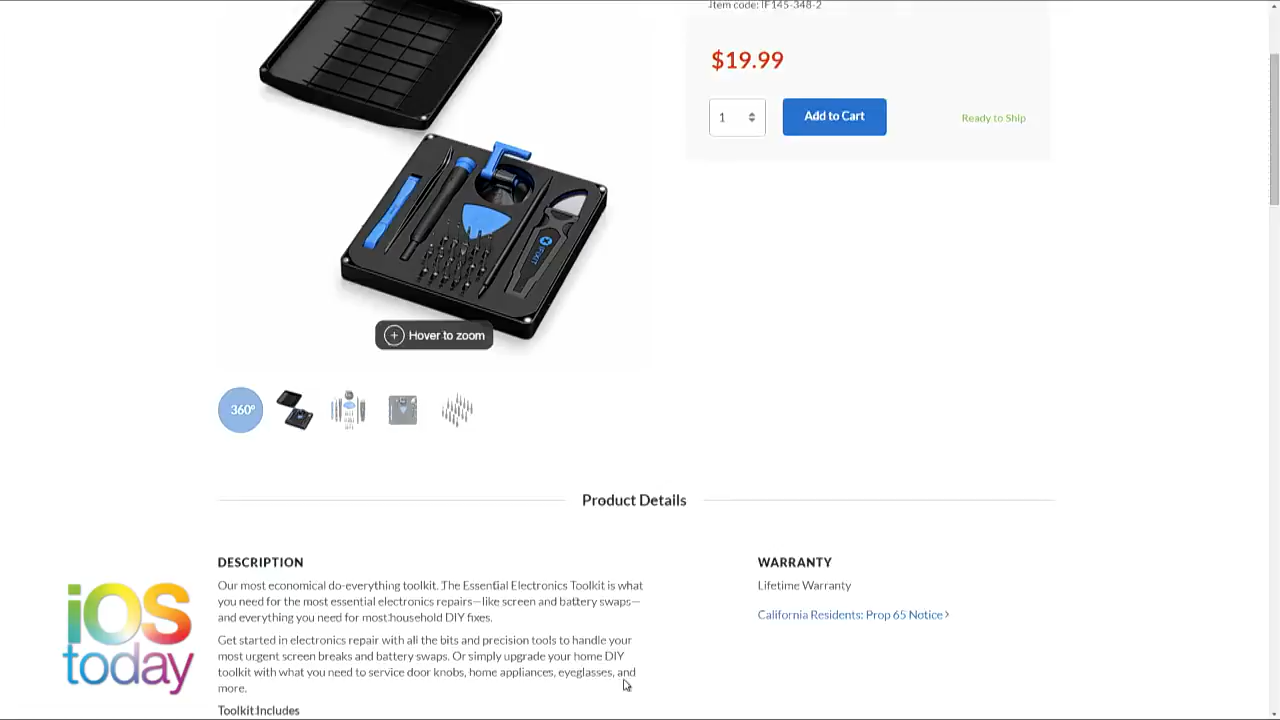 Item code: IF145-348-2
$19.99
1
Add to Cart
Ready to Ship
IFIXIT
Hover to zoom
360°
Product Details
DESCRIPTION
Our most economical do-everything toolkit. The Essential Electronics Toolkit is what
you need for the most essential electronics repairs—like screen and battery swaps—
and everything you need for most household DIY fixes.
Get started in electronics repair with all the bits and precision tools to handle your
most urgent screen breaks and battery swaps. Or simply upgrade your home DIY
toolkit with what you need to service door knobs, home appliances, eyeglasses, and
more.
Toolkit Includes
WARRANTY
Lifetime Warranty
California Residents: Prop 65 Notice
iOS
today